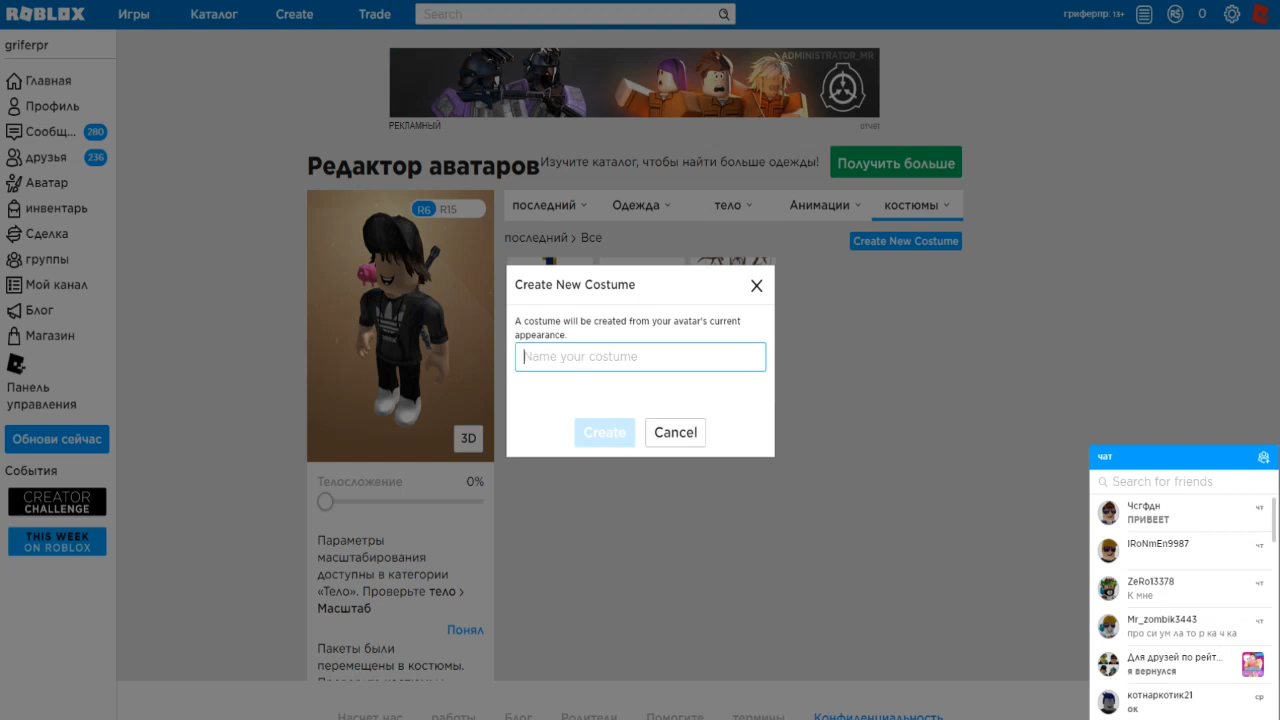 ROBLOX
Игры
Каталог
Create
Trade
Search
гриферпр: 13+
0
griferpr
Главная
Профиль
Сообщ... 280
друзья 236
Аватар
инвентарь
Сделка
группы
Мой канал
Блог
Магазин
Панель
управления
Обнови сейчас
События
CREATOR
CHALLENGE
THIS WEEK
ON ROBLOX
ADMINISTRATOR_MR
РЕКЛАМНЫЙ
отчет
Редактор аватаров
Изучите каталог, чтобы найти больше одежды!
Получить больше
R6 R15
3D
последний
Одежда
тело
Анимации
костюмы
последний › Все
Create New Costume
Create New Costume
A costume will be created from your avatar's current
appearance.
Name your costume
Create
Cancel
Телосложение 0%
Параметры
масштабирования
доступны в категории
«Тело». Проверьте тело ›
Масштаб
Понял
Пакеты были
перемещены в костюмы.
чат
Search for friends
Чсгфдн чт
ПРИВЕЕТ
IRoNmEn9987 чт
ZeRo13378 чт
К мне
Mr_zombik3443 чт
про си ум ла то р ка ч ка
Для друзей по рейт...
я вернулся
котнаркотик21 ср
ок
Насчет нас
работы
Блог
Родители
Помогите
термины
Конфиденциальность